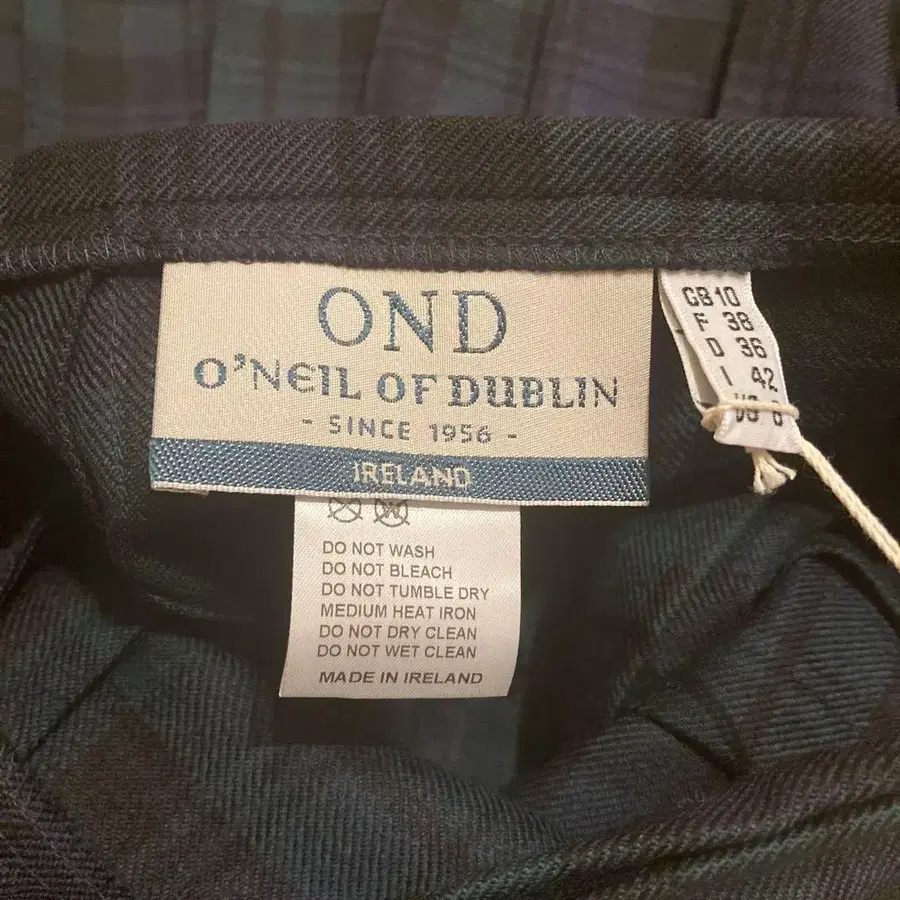 OND
O'NEIL OF DUBLIN
- SINCE 1956 -
IRELAND
GB 10
F 38
D 36
I 42
DO NOT WASH
DO NOT BLEACH
DO NOT TUMBLE DRY
MEDIUM HEAT IRON
DO NOT DRY CLEAN
DO NOT WET CLEAN
MADE IN IRELAND